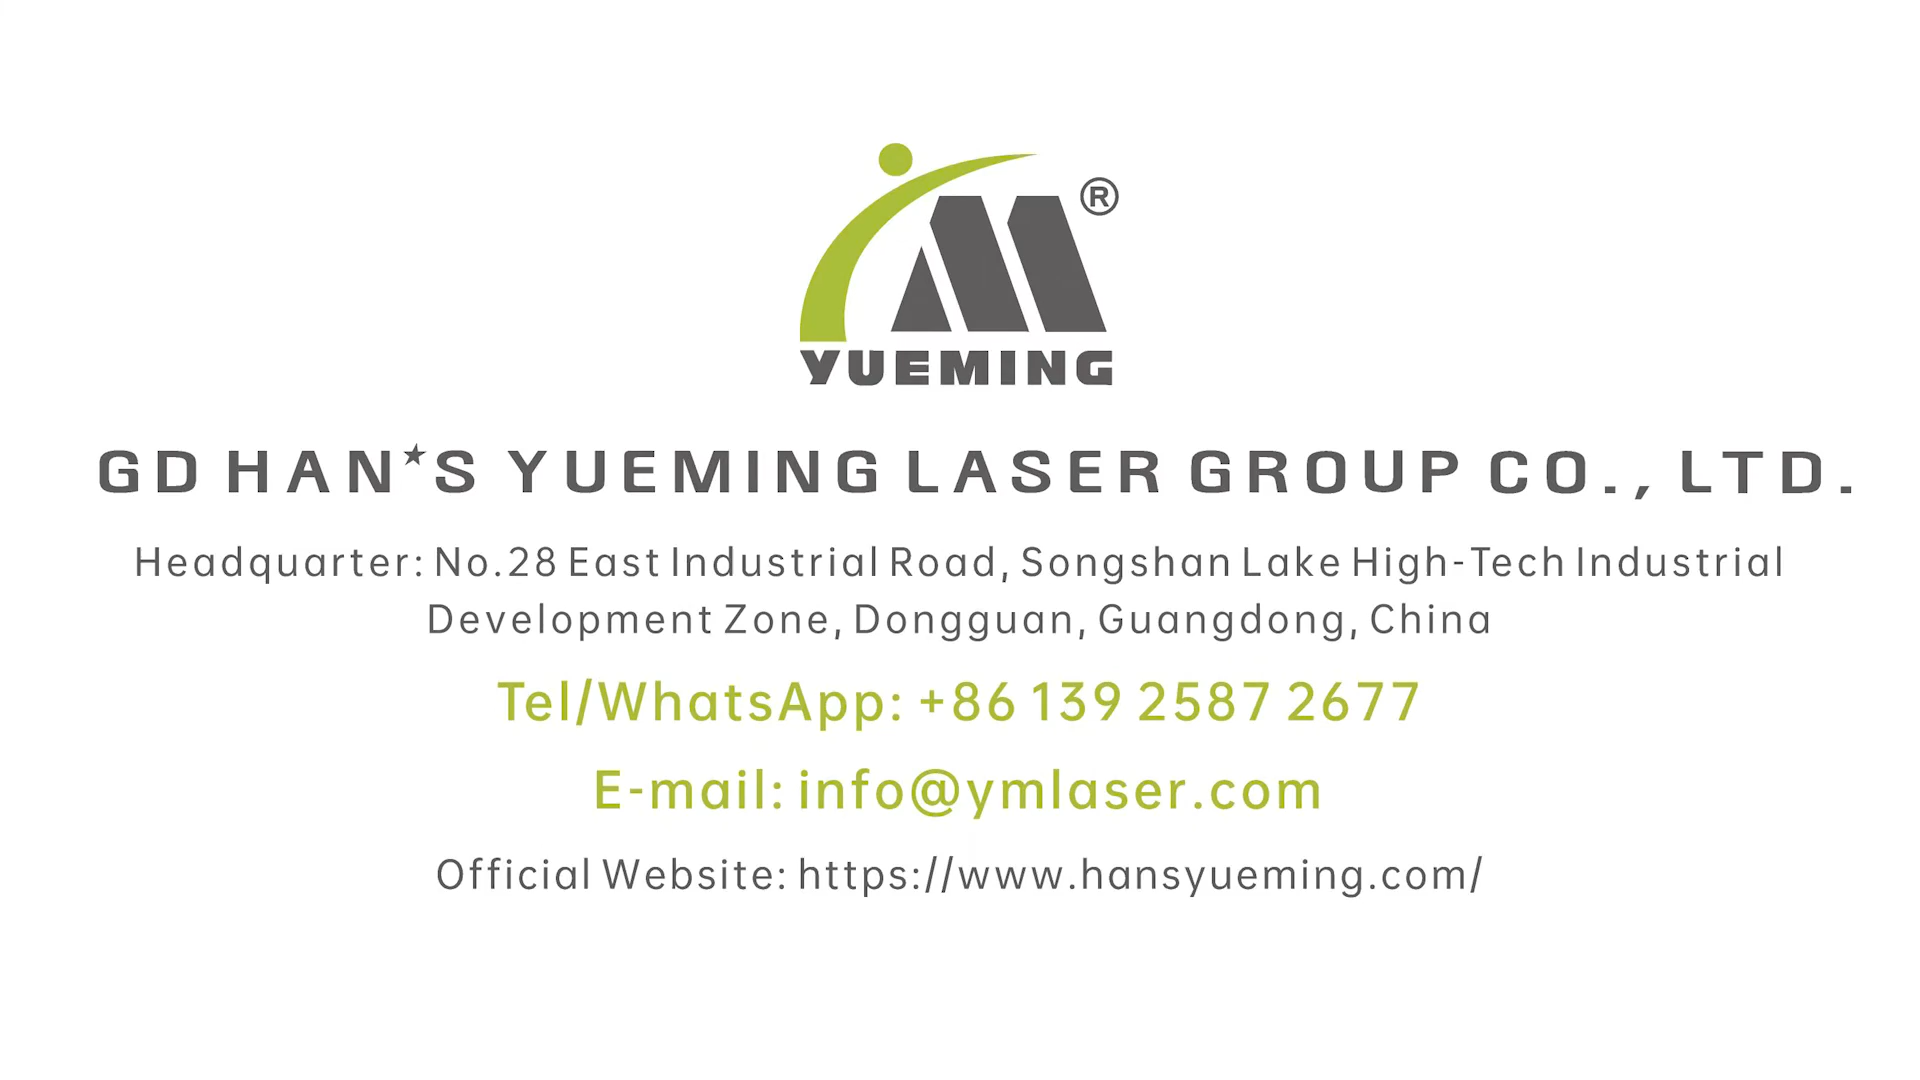 ®
YUEMING
GD HAN★S YUEMING LASER GROUP CO., LTD.
Headquarter: No.28 East Industrial Road, Songshan Lake High-Tech Industrial
Development Zone, Dongguan, Guangdong, China
Tel/WhatsApp: +86 139 2587 2677
E-mail: info@ymlaser.com
Official Website: https://www.hansyueming.com/